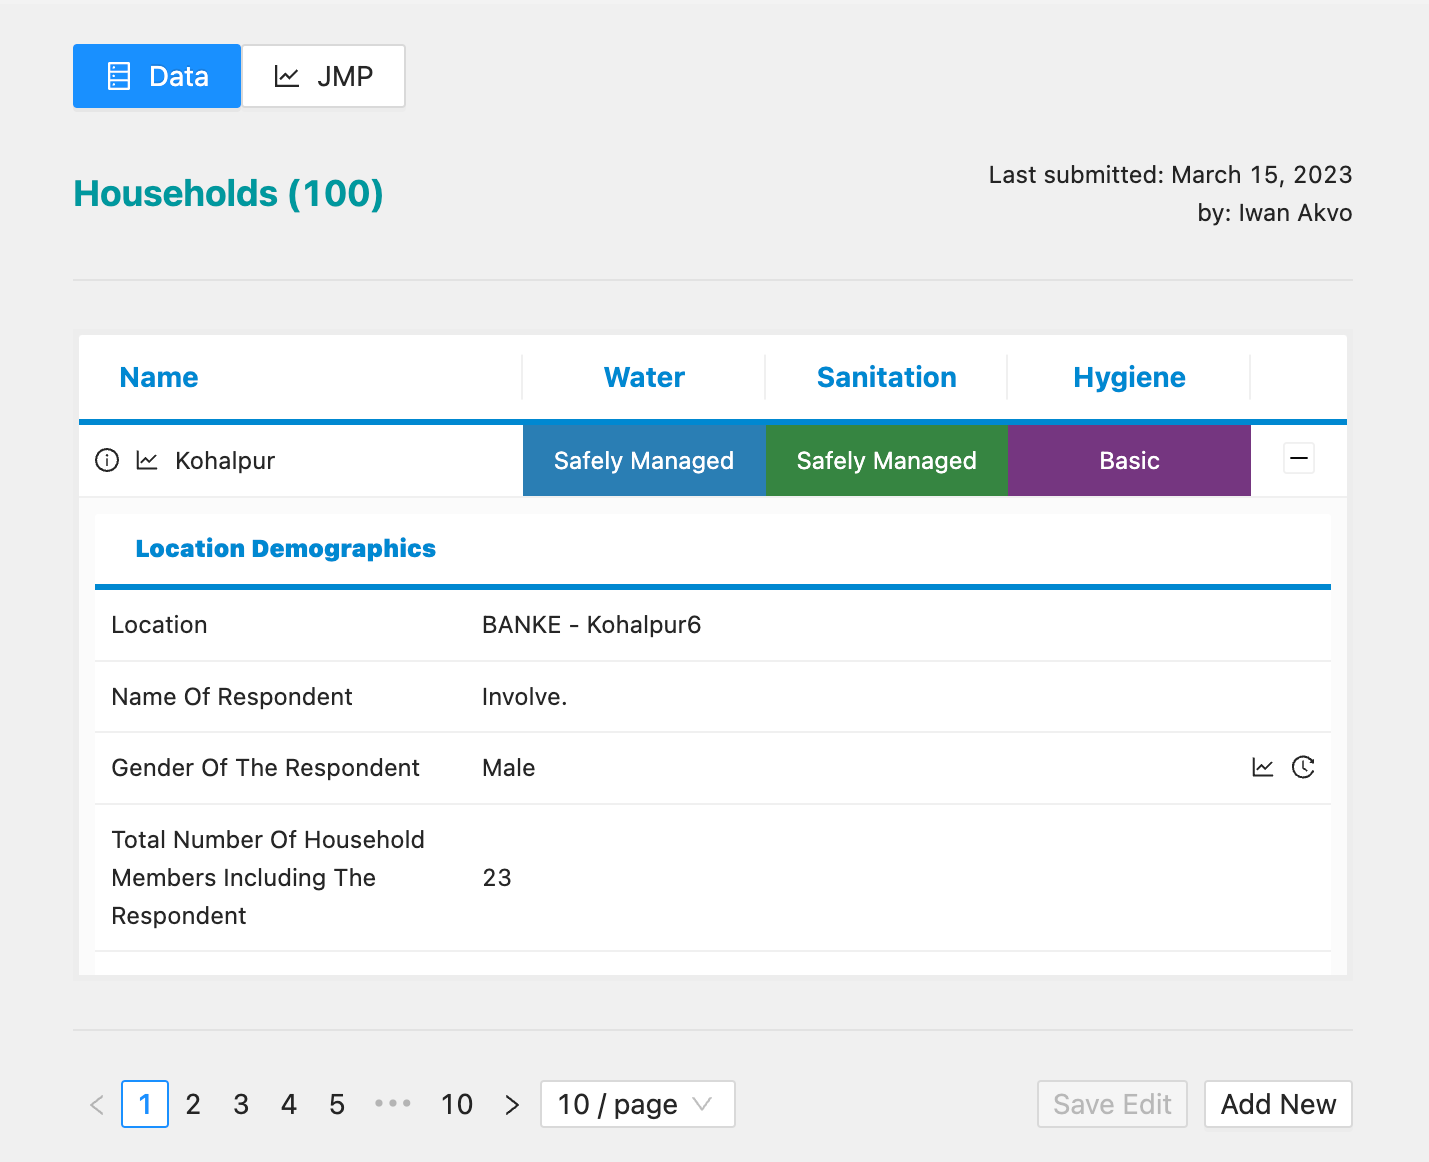 Data JMP
Households (100)
Last submitted: March 15, 2023
by: Iwan Akvo
Name Water Sanitation Hygiene
Kohalpur Safely Managed Safely Managed Basic
Location Demographics
Location BANKE - Kohalpur6
Name Of Respondent Involve.
Gender Of The Respondent Male
Total Number Of Household
Members Including The 23
Respondent
< 1 2 3 4 5 ••• 10 > 10 / page Save Edit Add New